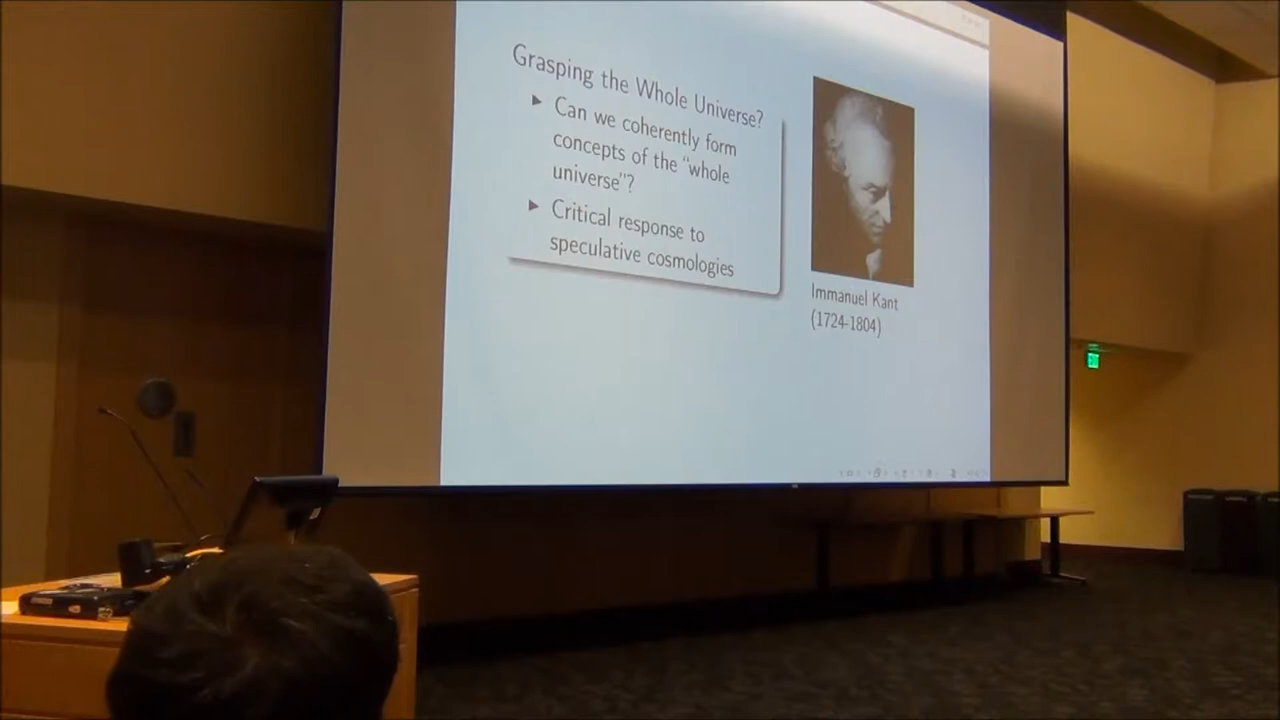 Grasping the Whole Universe?
▶ Can we coherently form
concepts of the "whole
universe"?
▶ Critical response to
speculative cosmologies
Immanuel Kant
(1724-1804)